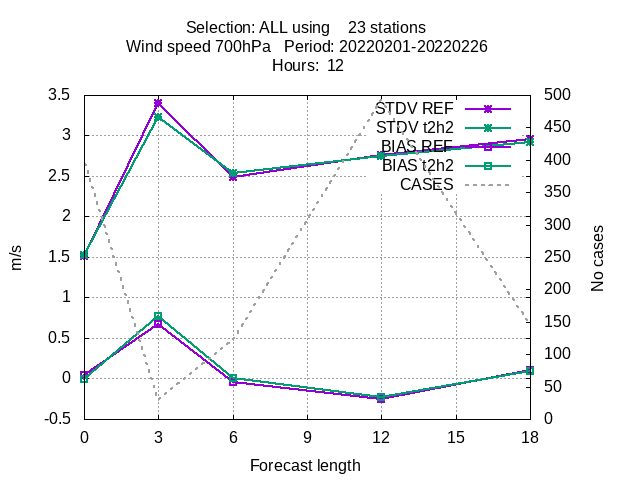 Selection: ALL using    23 stations
Wind speed 700hPa   Period: 20220201-20220226
Hours:  12
3.5
3
2.5
2
1.5
1
0.5
0
-0.5
m/s
STDV REF
STDV t2h2
BIAS REF
BIAS t2h2
CASES
500
450
400
350
300
250
200
150
100
50
0
No cases
0 3 6 9 12 15 18
Forecast length